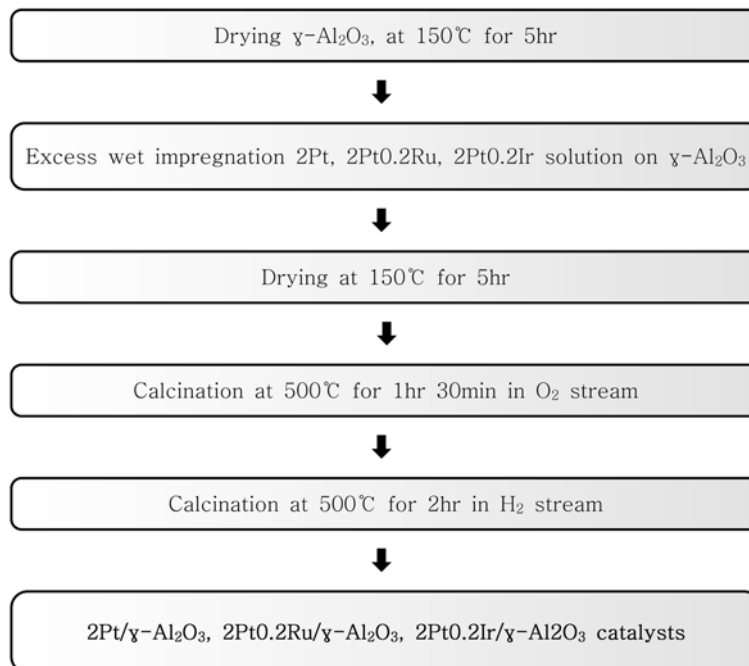 Drying ɣ-Al₂O₃, at 150℃ for 5hr
Excess wet impregnation 2Pt, 2Pt0.2Ru, 2Pt0.2Ir solution on ɣ-Al₂O₃
Drying at 150℃ for 5hr
Calcination at 500℃ for 1hr 30min in O₂ stream
Calcination at 500℃ for 2hr in H₂ stream
2Pt/ɣ-Al₂O₃, 2Pt0.2Ru/ɣ-Al₂O₃, 2Pt0.2Ir/ɣ-Al2O₃ catalysts